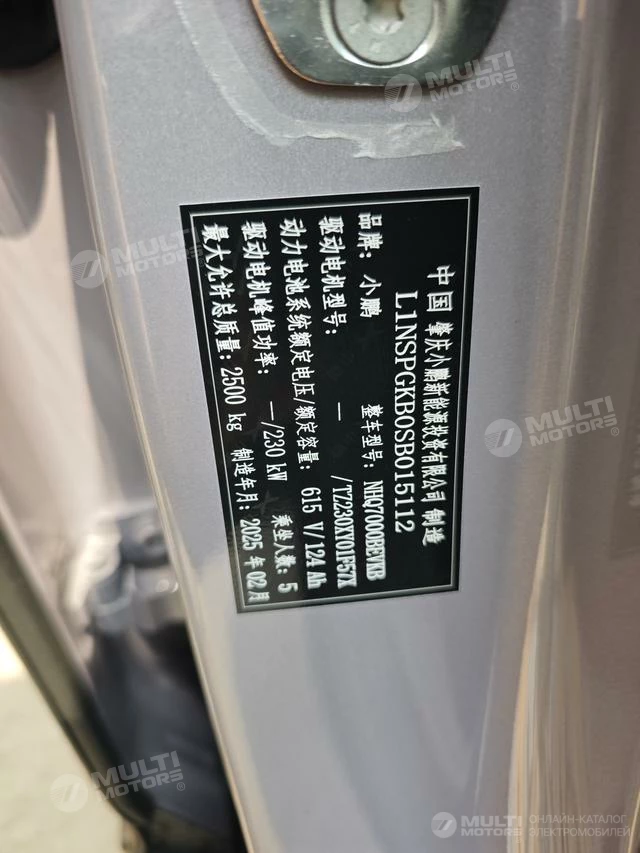 中国 肇庆小鹏新能源投资有限公司 制造
L1NSPGKB0SB015112
品牌： 小鹏 整车型号： NHQ7000BEVKB
驱动电机型号： —/TZ230XY01F57X
动力电池系统额定电压/额定容量： 615 V/124 Ah
驱动电机峰值功率： —/230 kW 乘坐人数： 5
最大允许总质量： 2500 kg 制造年月： 2025 年 02月
MULTI MOTORS®
MULTI MOTORS®
MULTI MOTORS®
MULTI MOTORS®
MULTI MOTORS® ОНЛАЙН-КАТАЛОГ ЭЛЕКТРОМОБИЛЕЙ